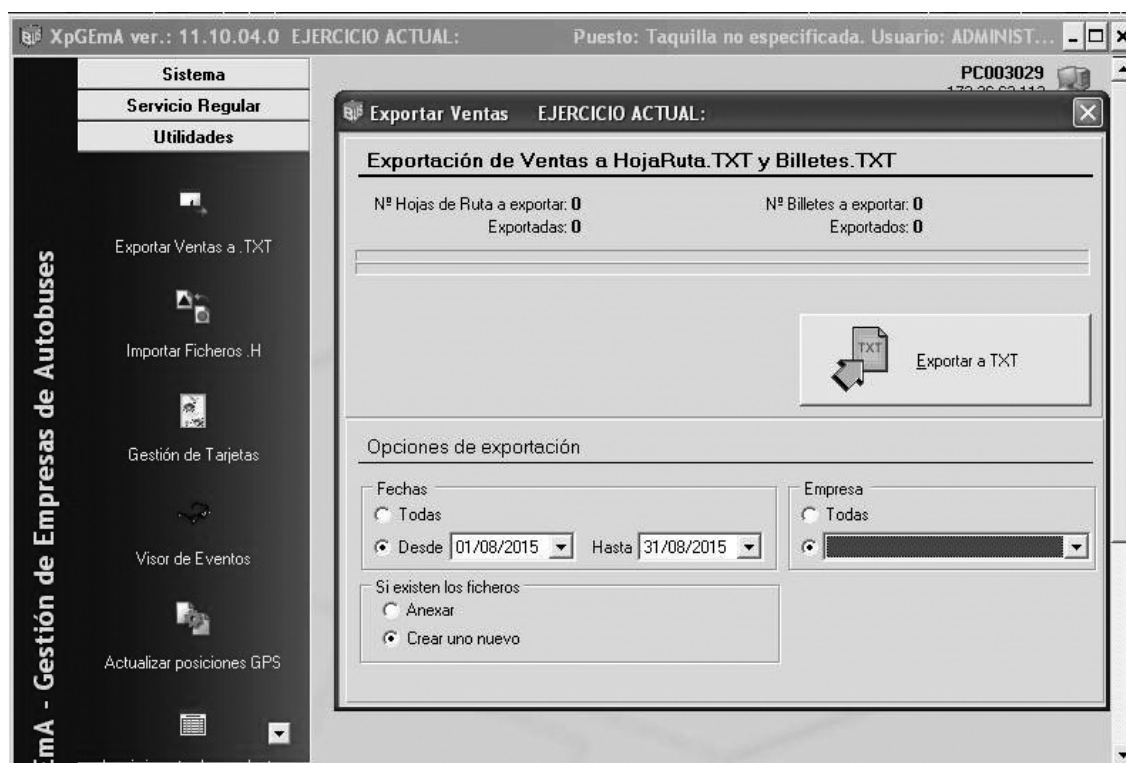 XpGEmA ver.: 11.10.04.0 EJERCICIO ACTUAL: Puesto: Taquilla no especificada. Usuario: ADMINIST...
Sistema
Servicio Regular
Utilidades
Exportar Ventas a .TXT
Importar Ficheros .H
Gestión de Tarjetas
Visor de Eventos
Actualizar posiciones GPS
EmA - Gestión de Empresas de Autobuses
PC003029
Exportar Ventas EJERCICIO ACTUAL:
Exportación de Ventas a HojaRuta.TXT y Billetes.TXT
Nº Hojas de Ruta a exportar: 0 Nº Billetes a exportar: 0
Exportadas: 0 Exportados: 0
TXT
Exportar a TXT
Opciones de exportación
Fechas
Todas
Desde 01/08/2015 Hasta 31/08/2015
Empresa
Todas
Si existen los ficheros
Anexar
Crear uno nuevo